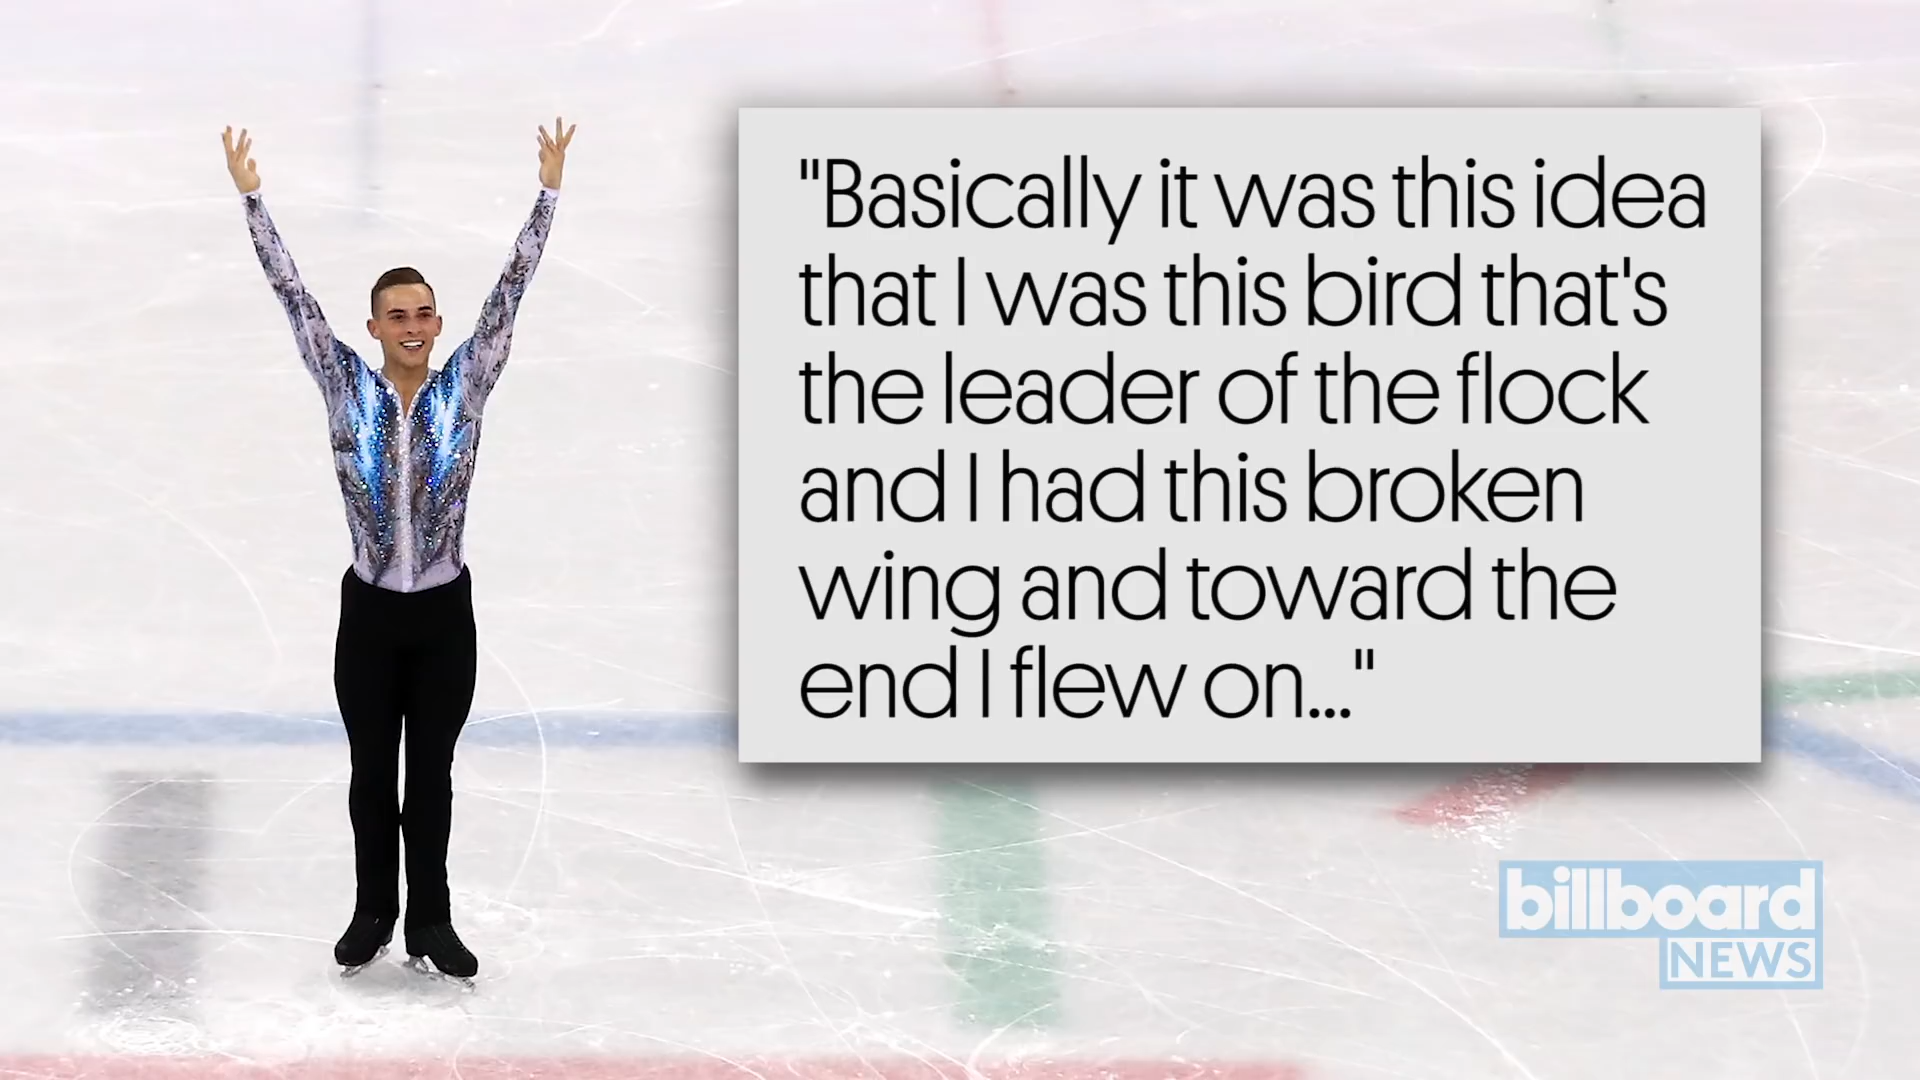 "Basically it was this idea
that I was this bird that's
the leader of the flock
and I had this broken
wing and toward the
end I flew on..."
billboard
NEWS